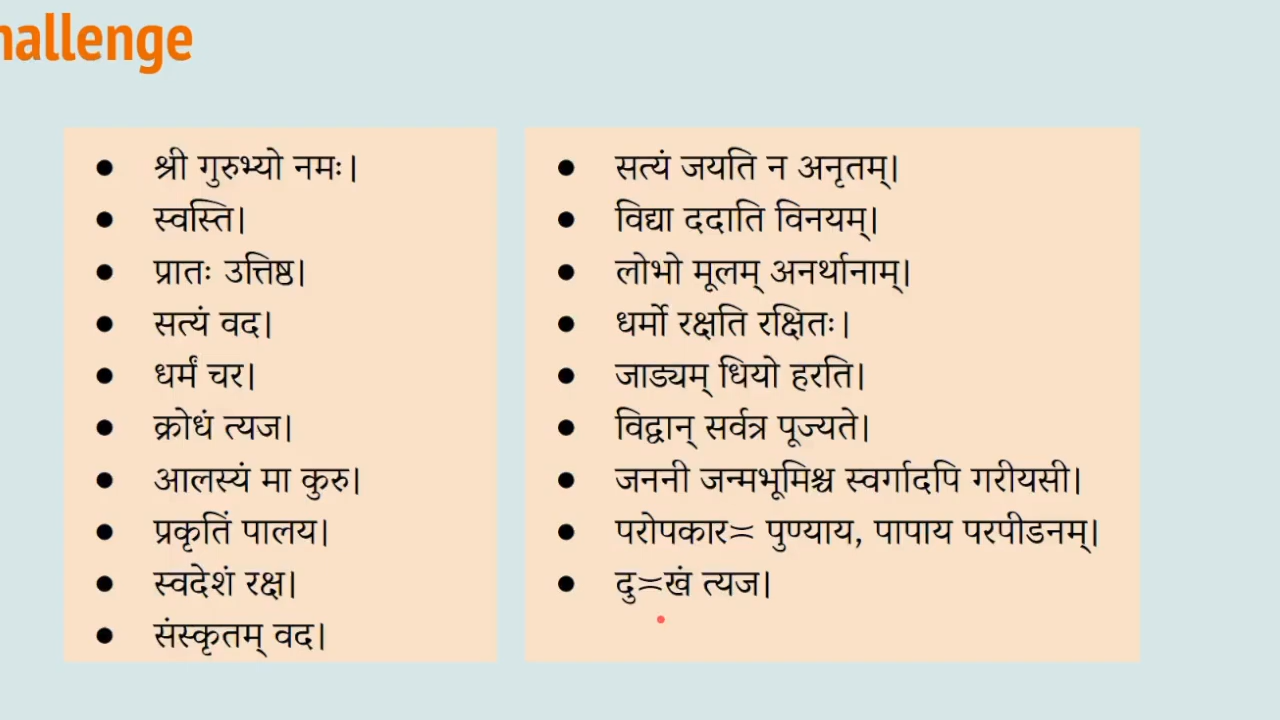 hallenge
• श्री गुरुभ्यो नमः।
• स्वस्ति।
• प्रातः उत्तिष्ठ।
• सत्यं वद।
• धर्मं चर।
• क्रोधं त्यज।
• आलस्यं मा कुरु।
• प्रकृतिं पालय।
• स्वदेशं रक्ष।
• संस्कृतम् वद।
• सत्यं जयति न अनृतम्।
• विद्या ददाति विनयम्।
• लोभो मूलम् अनर्थानाम्।
• धर्मो रक्षति रक्षितः।
• जाड्यम् धियो हरति।
• विद्वान् सर्वत्र पूज्यते।
• जननी जन्मभूमिश्च स्वर्गादपि गरीयसी।
• परोपकारᳶ पुण्याय, पापाय परपीडनम्।
• दुᳵखं त्यज।